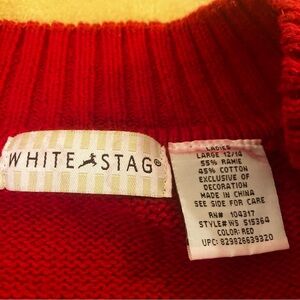 WHITE STAG®
LADIES
LARGE 12/14
55% RAMIE
45% COTTON
EXCLUSIVE OF
DECORATION
MADE IN CHINA
SEE SIDE FOR CARE
RN# 104317
STYLE# WS 515364
COLOR: RED
UPC: 823926639320